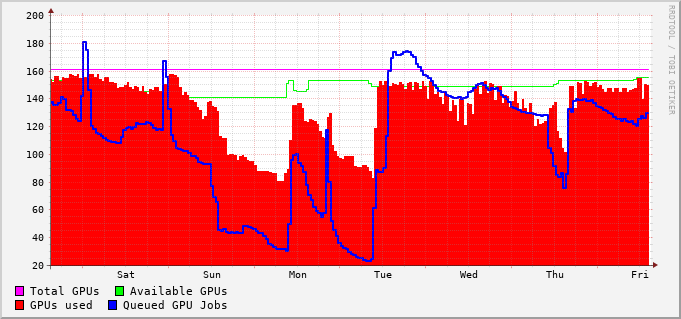 200
180
160
140
120
100
80
60
40
20
Sat Sun Mon Tue Wed Thu Fri
Total GPUs Available GPUs
GPUs used Queued GPU Jobs
RRDTOOL / TOBI OETIKER